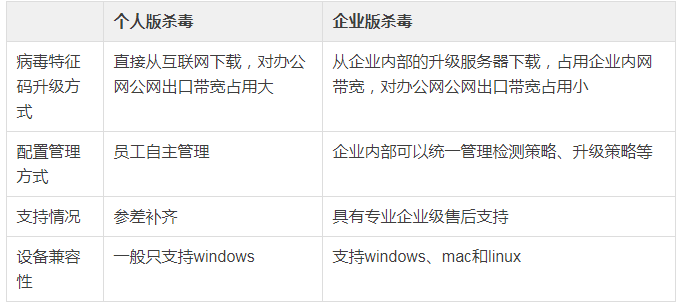 个人版杀毒 企业版杀毒
病毒特征 直接从互联网下载，对办公 从企业内部的升级服务器下载，占用企业内网
码升级方 网公网出口带宽占用大 带宽，对办公网公网出口带宽占用小
式
配置管理 员工自主管理 企业内部可以统一管理检测策略、升级策略等
方式
支持情况 参差补齐 具有专业企业级售后支持
设备兼容 一般只支持windows 支持windows、mac和linux
性